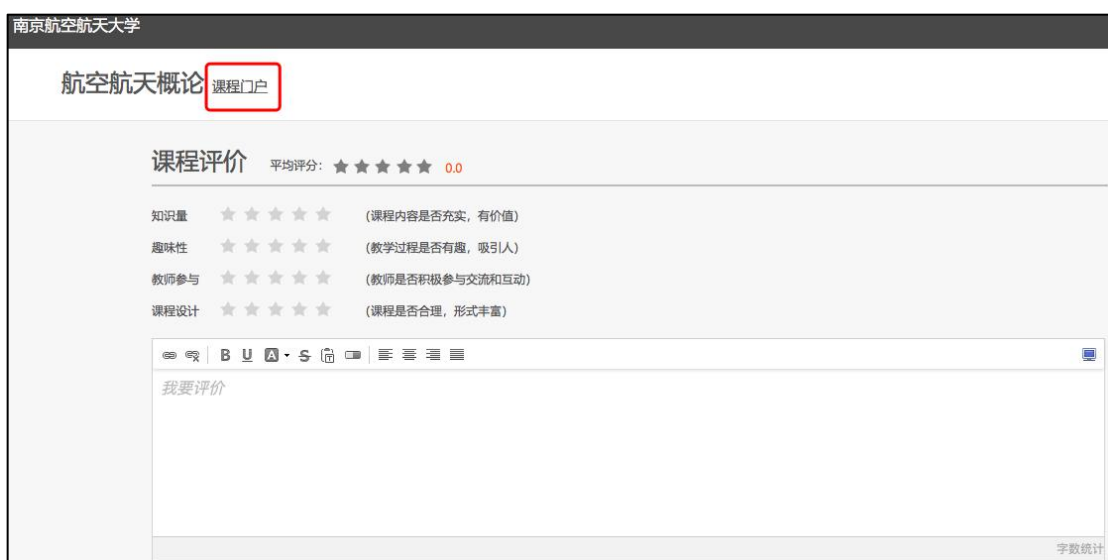 南京航空航天大学
航空航天概论 课程门户
课程评价 平均评分: 0.0
知识量 (课程内容是否充实, 有价值)
趣味性 (教学过程是否有趣, 吸引人)
教师参与 (教师是否积极参与交流和互动)
课程设计 (课程是否合理, 形式丰富)
B U A S T
我要评价
字数统计